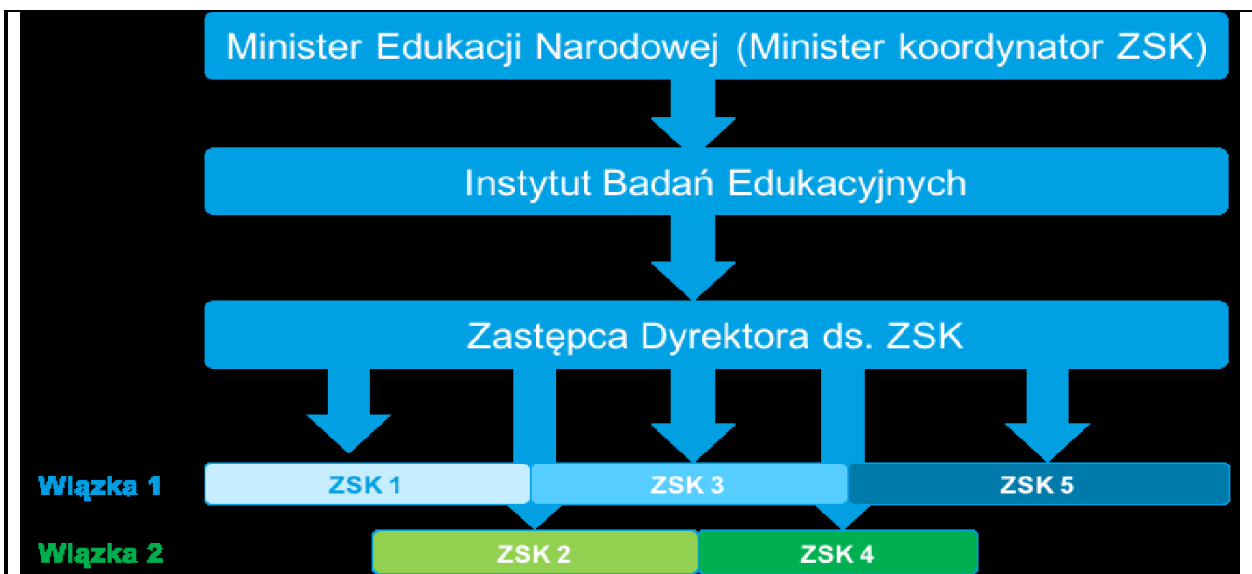 Minister Edukacji Narodowej (Minister koordynator ZSK)
Instytut Badań Edukacyjnych
Zastępca Dyrektora ds. ZSK
Wiązka 1 ZSK 1 ZSK 3 ZSK 5
Wiązka 2 ZSK 2 ZSK 4